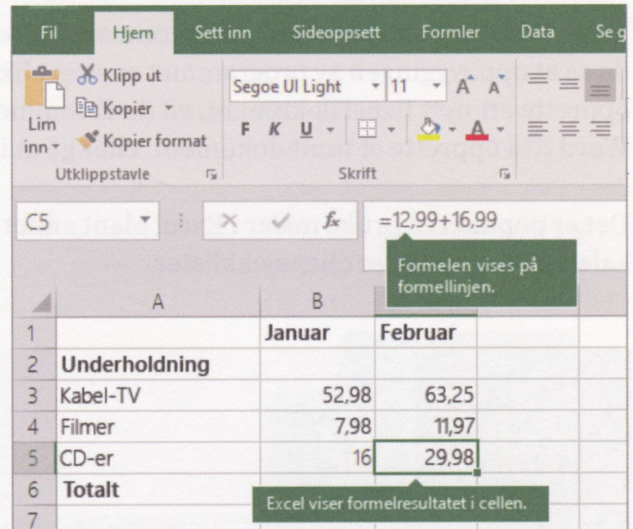 Fil Hjem Sett inn Sideoppsett Formler Data Se g
Klipp ut
Kopier
Kopier format
Lim
inn
Utklippstavle
Segoe UI Light 11 A A
F K U A
Skrift
C5 fx =12,99+16,99
Formelen vises på
formellinjen.
A B
1 Januar Februar
2 Underholdning
3 Kabel-TV 52,98 63,25
4 Filmer 7,98 11,97
5 CD-er 16 29,98
6 Totalt
Excel viser formelresultatet i cellen.
7